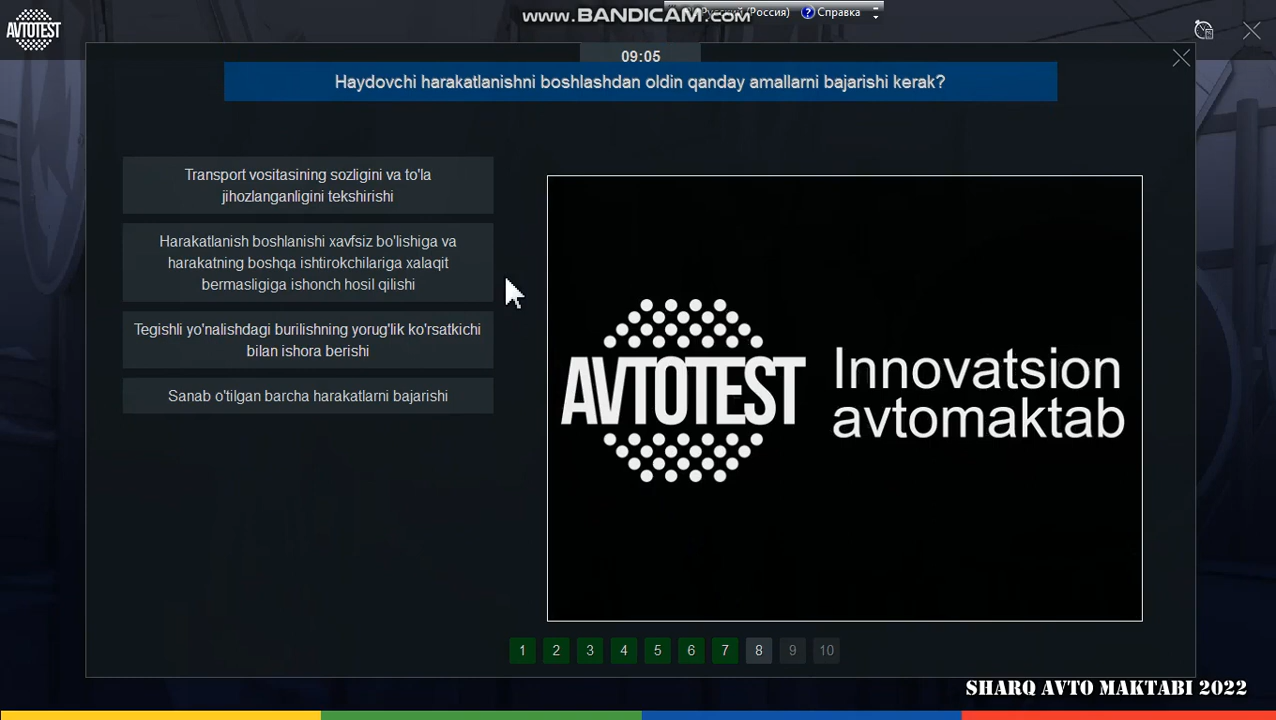 www.BANDICAM.com
(Россия)
Справка
AVTOTEST
09:05
Haydovchi harakatlanishni boshlashdan oldin qanday amallarni bajarishi kerak?
Transport vositasining sozligini va to'la
jihozlanganligini tekshirishi
Harakatlanish boshlanishi xavfsiz bo'lishiga va
harakatning boshqa ishtirokchilariga xalaqit
bermasligiga ishonch hosil qilishi
Tegishli yo'nalishdagi burilishning yorug'lik ko'rsatkichi
bilan ishora berishi
Sanab o'tilgan barcha harakatlarni bajarishi
AVTOTEST
Innovatsion
avtomaktab
1 2 3 4 5 6 7 8 9 10
SHARQ AVTO MAKTABI 2022